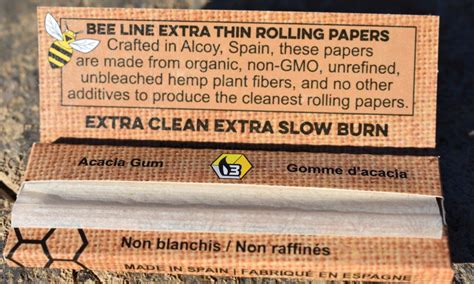 BEE LINE EXTRA THIN ROLLING PAPERS
Crafted in Alcoy, Spain, these papers
are made from organic, non-GMO, unrefined,
unbleached hemp plant fibers, and no other
additives to produce the cleanest rolling papers.
EXTRA CLEAN EXTRA SLOW BURN
Acacia Gum
B
Gomme d'acacia
Non blanchis / Non raffinés
MADE IN SPAIN | FABRIQUÉ EN ESPAGNE